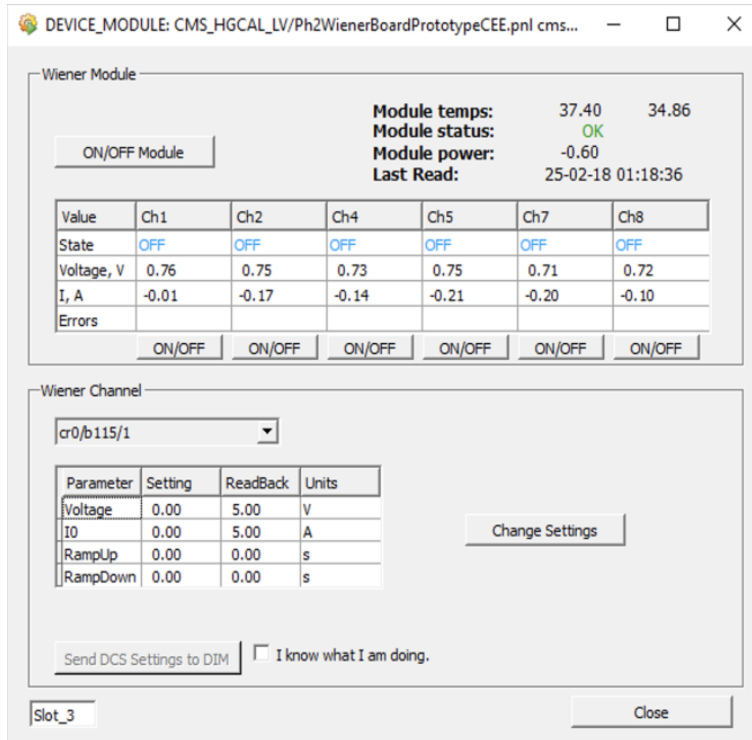 DEVICE_MODULE: CMS_HGCAL_LV/Ph2WienerBoardPrototypeCEE.pnl cms...
Wiener Module
Module temps: 37.40 34.86
Module status: OK
ON/OFF Module
Module power: -0.60
Last Read: 25-02-18 01:18:36
Value Ch1 Ch2 Ch4 Ch5 Ch7 Ch8
State OFF OFF OFF OFF OFF OFF
Voltage, V 0.76 0.75 0.73 0.75 0.71 0.72
I, A -0.01 -0.17 -0.14 -0.21 -0.20 -0.10
Errors
ON/OFF ON/OFF ON/OFF ON/OFF ON/OFF ON/OFF
Wiener Channel
cr0/b115/1
Parameter Setting ReadBack Units
Voltage 0.00 5.00 V
I0 0.00 5.00 A
RampUp 0.00 0.00 s
RampDown 0.00 0.00 s
Change Settings
Send DCS Settings to DIM I know what I am doing.
Slot_3 Close